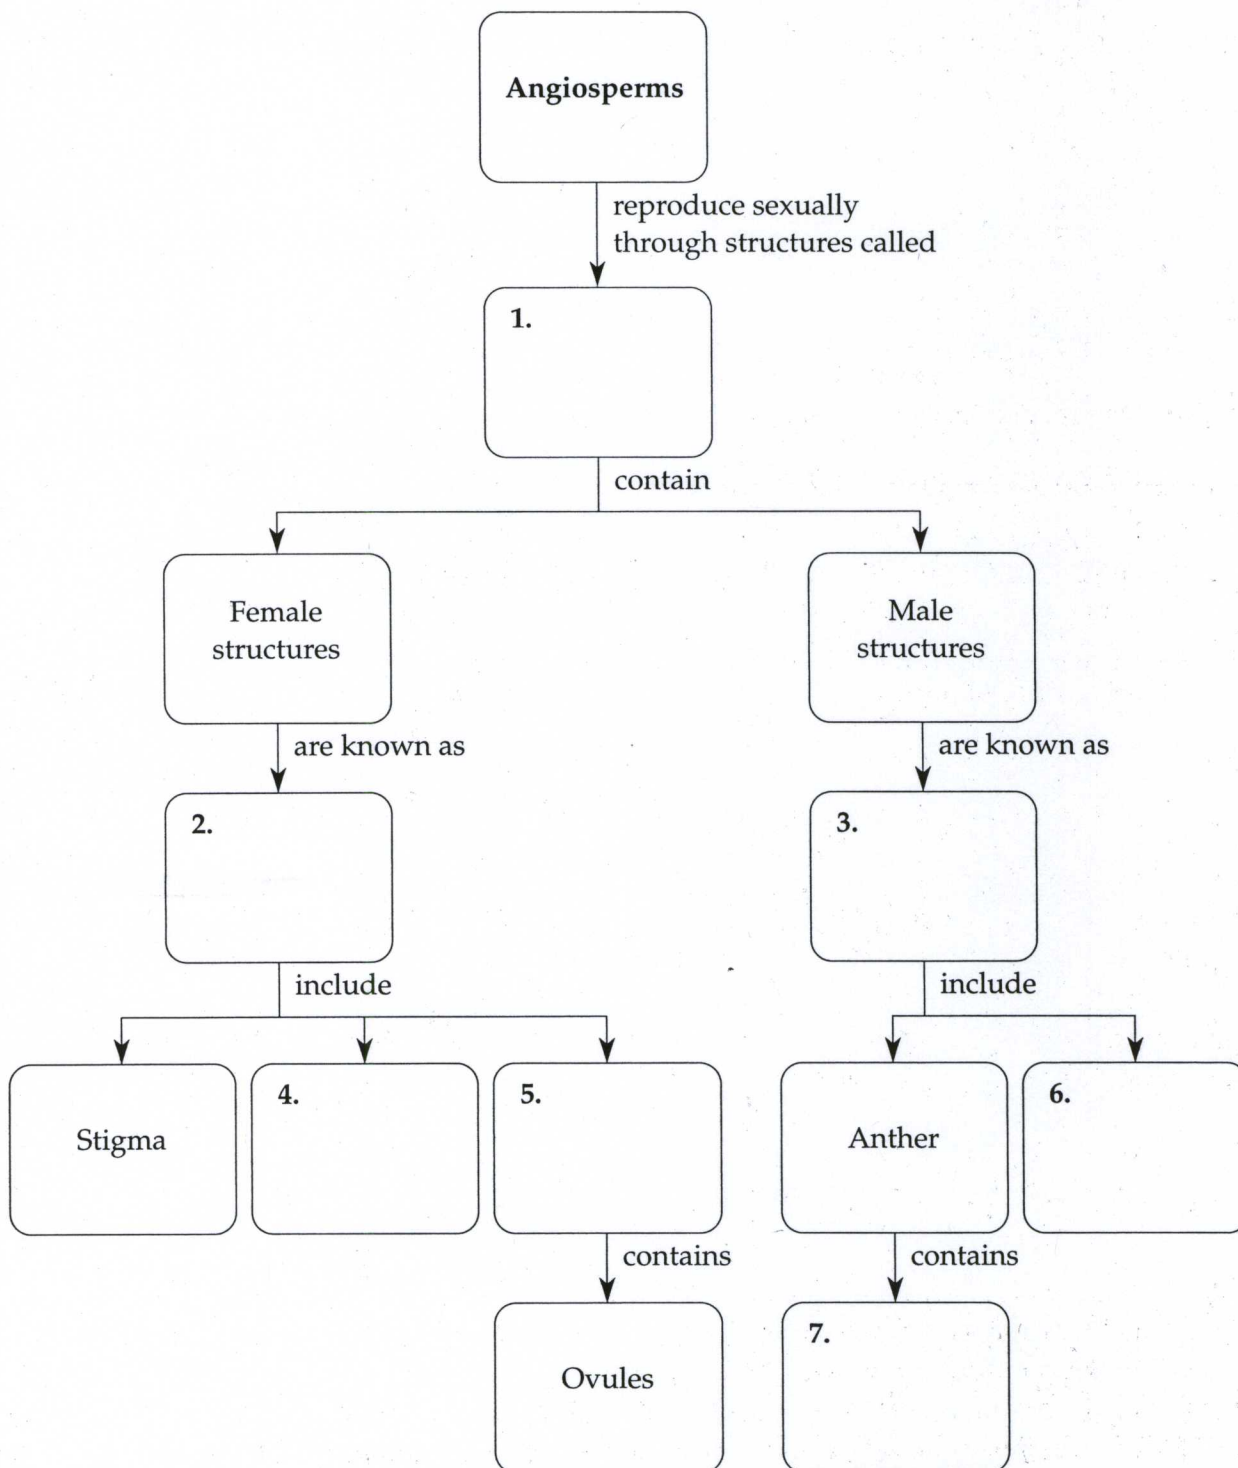 Angiosperms
reproduce sexually
through structures called
1.
contain
Female
structures
Male
structures
are known as
are known as
2.
3.
include
include
Stigma
4.
5.
Anther
6.
contains
contains
Ovules
7.